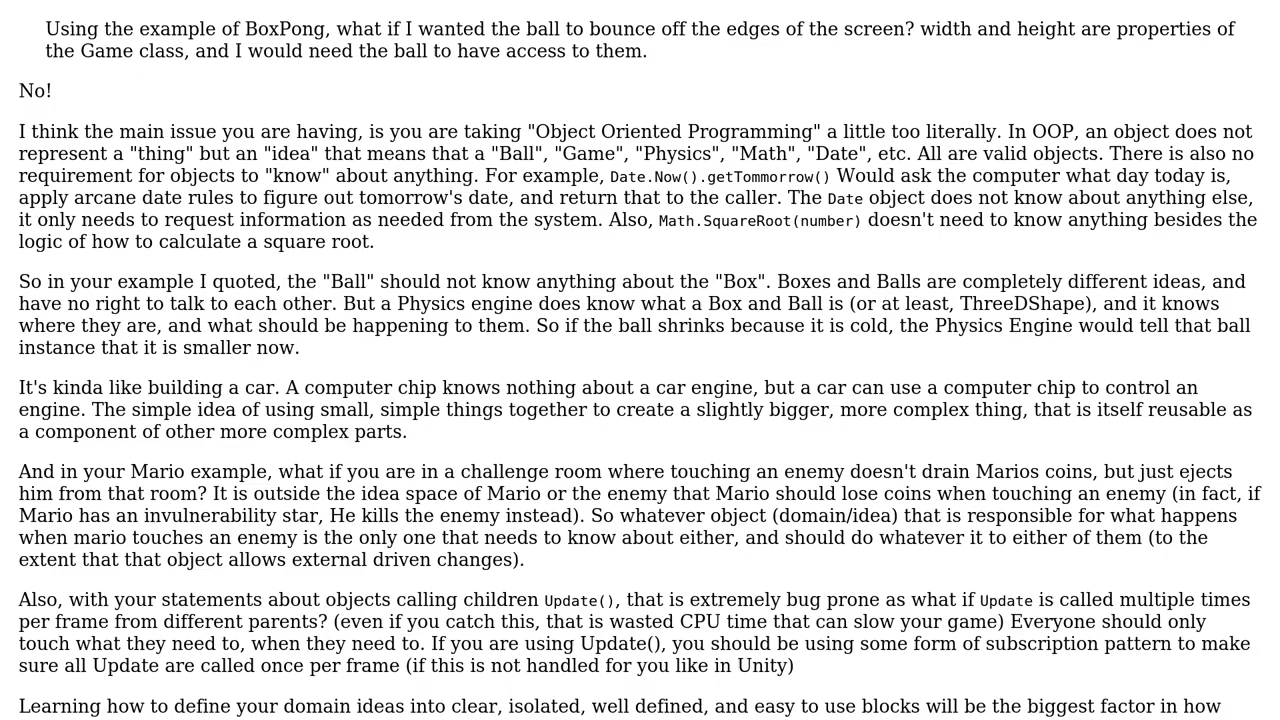 Using the example of BoxPong, what if I wanted the ball to bounce off the edges of the screen? width and height are properties of
the Game class, and I would need the ball to have access to them.
No!
I think the main issue you are having, is you are taking "Object Oriented Programming" a little too literally. In OOP, an object does not
represent a "thing" but an "idea" that means that a "Ball", "Game", "Physics", "Math", "Date", etc. All are valid objects. There is also no
requirement for objects to "know" about anything. For example, Date.Now().getTommorrow() Would ask the computer what day today is,
apply arcane date rules to figure out tomorrow's date, and return that to the caller. The Date object does not know about anything else,
it only needs to request information as needed from the system. Also, Math.SquareRoot(number) doesn't need to know anything besides the
logic of how to calculate a square root.
So in your example I quoted, the "Ball" should not know anything about the "Box". Boxes and Balls are completely different ideas, and
have no right to talk to each other. But a Physics engine does know what a Box and Ball is (or at least, ThreeDShape), and it knows
where they are, and what should be happening to them. So if the ball shrinks because it is cold, the Physics Engine would tell that ball
instance that it is smaller now.
It's kinda like building a car. A computer chip knows nothing about a car engine, but a car can use a computer chip to control an
engine. The simple idea of using small, simple things together to create a slightly bigger, more complex thing, that is itself reusable as
a component of other more complex parts.
And in your Mario example, what if you are in a challenge room where touching an enemy doesn't drain Marios coins, but just ejects
him from that room? It is outside the idea space of Mario or the enemy that Mario should lose coins when touching an enemy (in fact, if
Mario has an invulnerability star, He kills the enemy instead). So whatever object (domain/idea) that is responsible for what happens
when mario touches an enemy is the only one that needs to know about either, and should do whatever it to either of them (to the
extent that that object allows external driven changes).
Also, with your statements about objects calling children Update(), that is extremely bug prone as what if Update is called multiple times
per frame from different parents? (even if you catch this, that is wasted CPU time that can slow your game) Everyone should only
touch what they need to, when they need to. If you are using Update(), you should be using some form of subscription pattern to make
sure all Update are called once per frame (if this is not handled for you like in Unity)
Learning how to define your domain ideas into clear, isolated, well defined, and easy to use blocks will be the biggest factor in how